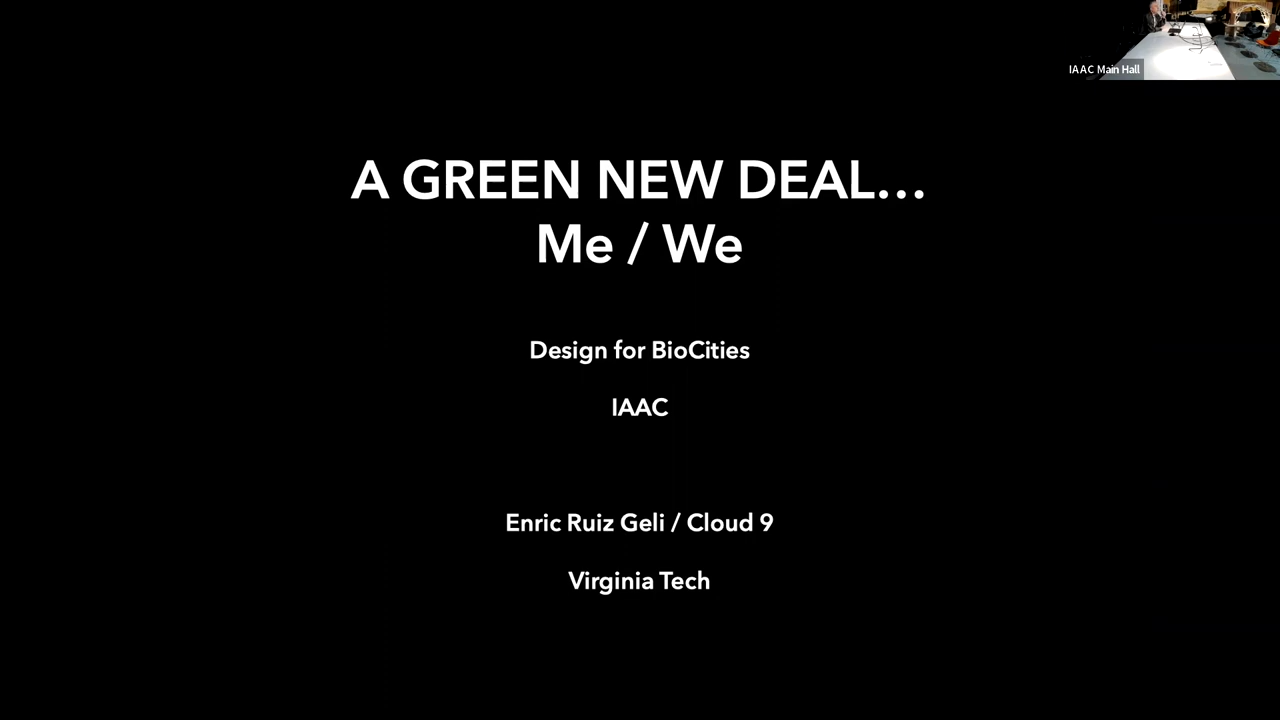 IAAC Main Hall
A GREEN NEW DEAL...
Me / We
Design for BioCities
IAAC
Enric Ruiz Geli / Cloud 9
Virginia Tech